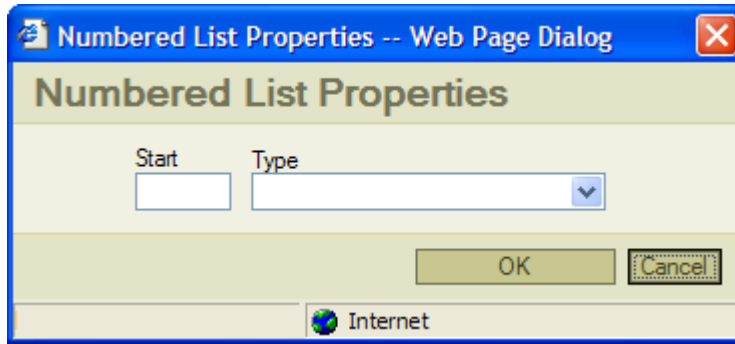 Numbered List Properties -- Web Page Dialog
Numbered List Properties
Start Type
OK Cancel
Internet